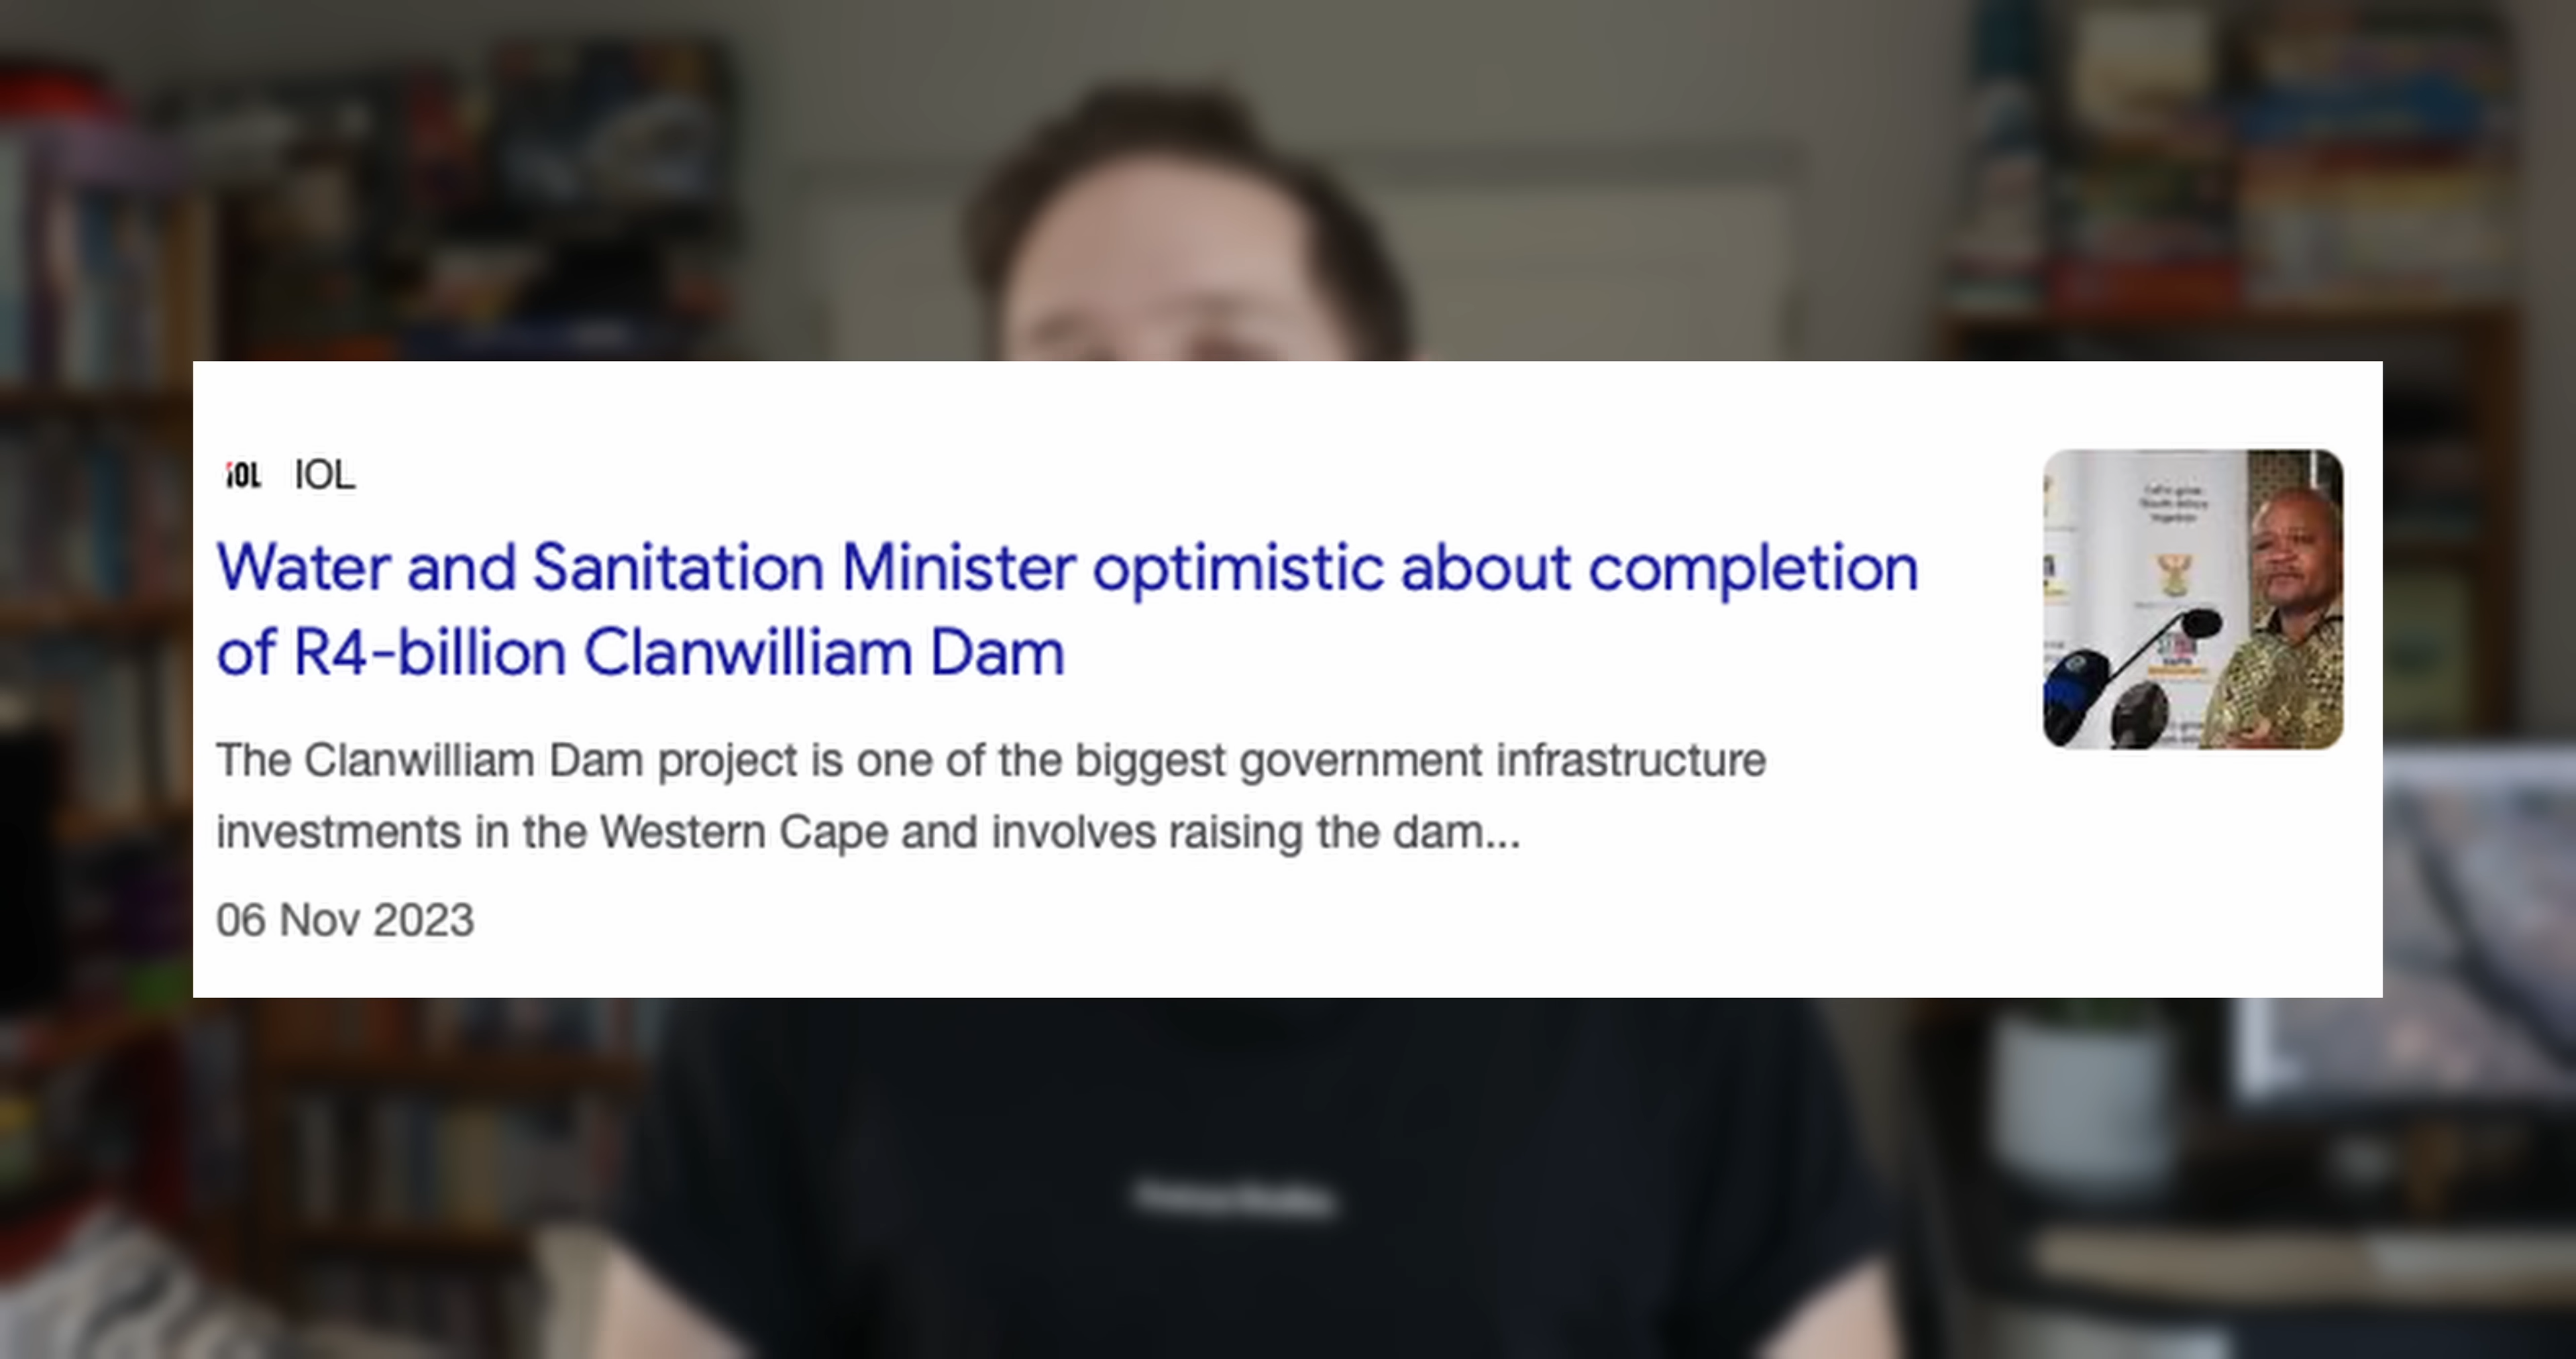 iOL IOL
Water and Sanitation Minister optimistic about completion
of R4-billion Clanwilliam Dam
The Clanwilliam Dam project is one of the biggest government infrastructure
investments in the Western Cape and involves raising the dam...
06 Nov 2023